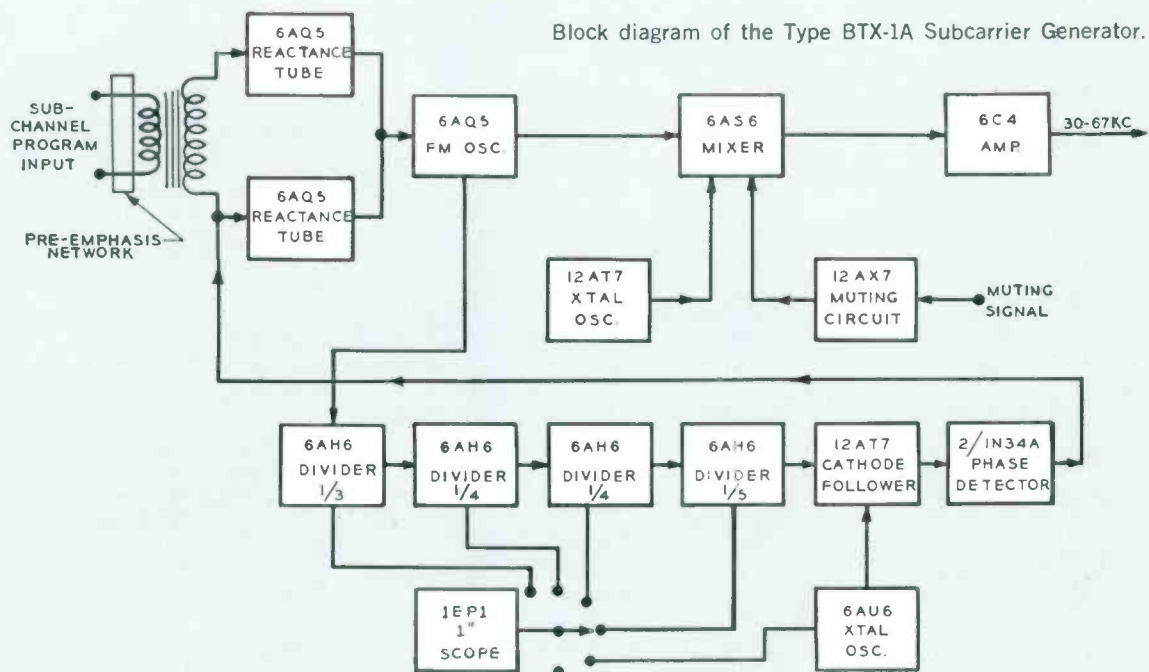 Block diagram of the Type BTX-1A Subcarrier Generator.
6AQ5
REACTANCE
TUBE
SUB-
CHANNEL
PROGRAM
INPUT
6AQ5
FM OSC.
6AS6
MIXER
6C4
AMP.
30-67KC
6AQ5
REACTANCE
TUBE
PRE-EMPHASIS
NETWORK
12AT7
XTAL
OSC.
12AX7
MUTING
CIRCUIT
MUTING
SIGNAL
6AH6
DIVIDER
1/3
6AH6
DIVIDER
1/4
6AH6
DIVIDER
1/4
6AH6
DIVIDER
1/5
12AT7
CATHODE
FOLLOWER
2/IN34A
PHASE
DETECTOR
1EP1
1"
SCOPE
6AU6
XTAL
OSC.